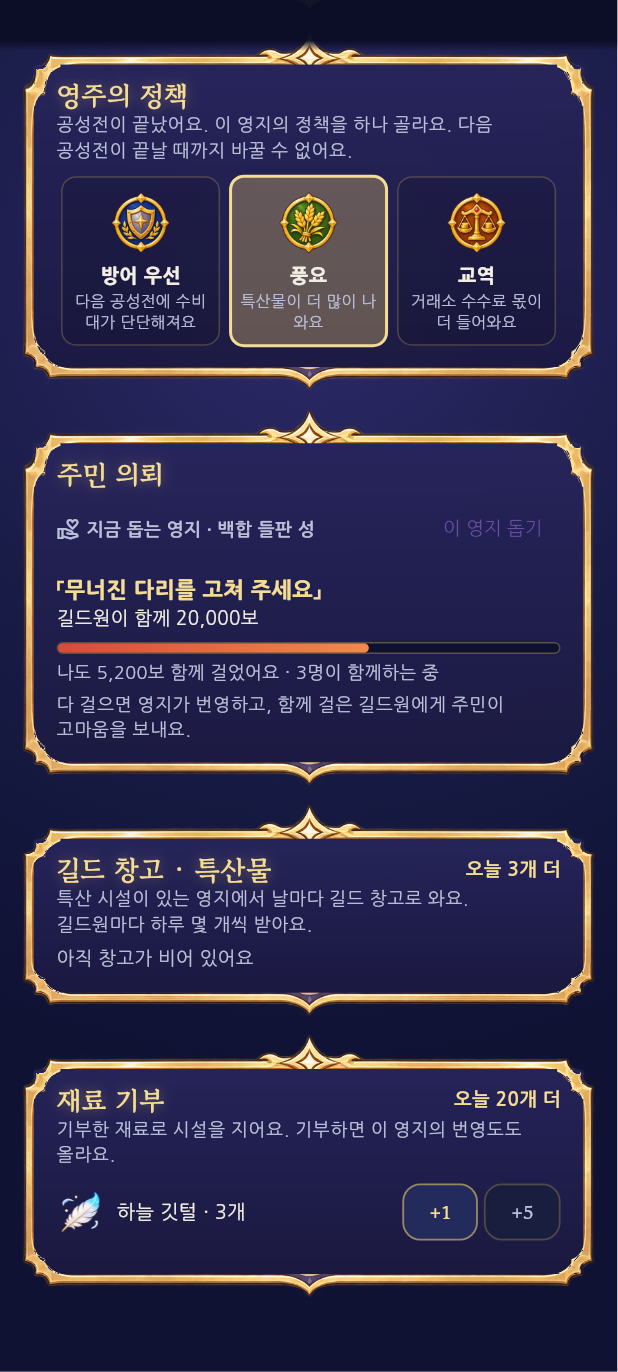 영주의 정책
공성전이 끝났어요. 이 영지의 정책을 하나 골라요. 다음
공성전이 끝날 때까지 바꿀 수 없어요.
방어 우선
다음 공성전에 수비
대가 단단해져요
풍요
특산물이 더 많이 나
와요
교역
거래소 수수료 몫이
더 들어와요
주민 의뢰
지금 돕는 영지 · 백합 들판 성
이 영지 돕기
「무너진 다리를 고쳐 주세요」
길드원이 함께 20,000보
나도 5,200보 함께 걸었어요 · 3명이 함께하는 중
다 걸으면 영지가 번영하고, 함께 걸은 길드원에게 주민이
고마움을 보내요.
길드 창고 · 특산물
오늘 3개 더
특산 시설이 있는 영지에서 날마다 길드 창고로 와요.
길드원마다 하루 몇 개씩 받아요.
아직 창고가 비어 있어요
재료 기부
오늘 20개 더
기부한 재료로 시설을 지어요. 기부하면 이 영지의 번영도도
올라요.
하늘 깃털 · 3개
+1
+5